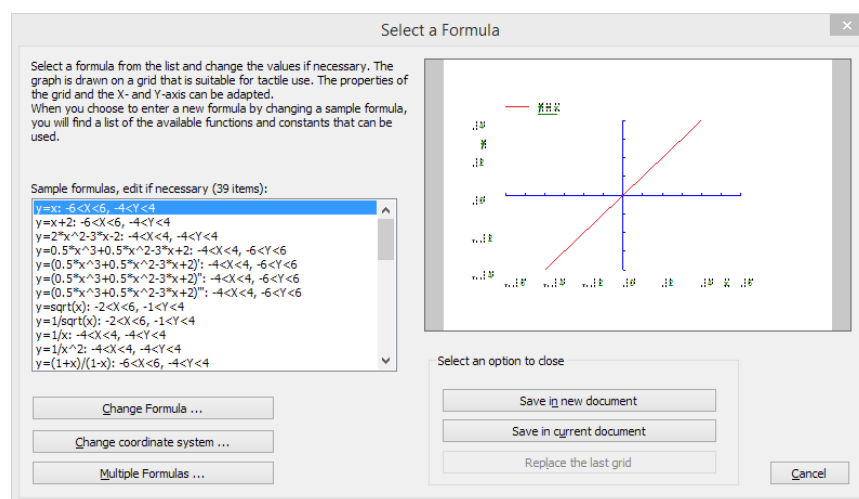 Select a Formula
Select a formula from the list and change the values if necessary. The
graph is drawn on a grid that is suitable for tactile use. The properties of
the grid and the X- and Y-axis can be adapted.
When you choose to enter a new formula by changing a sample formula,
you will find a list of the available functions and constants that can be
used.
Sample formulas, edit if necessary (39 items):
y=x: -6<X<6, -4<Y<4
y=x+2: -6<X<6, -4<Y<4
y=2*x^2-3*x-2: -4<X<4, -4<Y<4
y=0.5*x^3+0.5*x^2-3*x+2: -4<X<4, -6<Y<6
y=(0.5*x^3+0.5*x^2-3*x+2)': -4<X<4, -6<Y<6
y=(0.5*x^3+0.5*x^2-3*x+2)'': -4<X<4, -6<Y<6
y=(0.5*x^3+0.5*x^2-3*x+2)''': -4<X<4, -6<Y<6
y=sqrt(x): -2<X<6, -1<Y<4
y=1/sqrt(x): -2<X<6, -1<Y<4
y=1/x: -4<X<4, -4<Y<4
y=1/x^2: -4<X<4, -4<Y<4
y=(1+x)/(1-x): -6<X<6, -4<Y<4
Change Formula ...
Change coordinate system ...
Multiple Formulas ...
Select an option to close
Save in new document
Save in current document
Replace the last grid
Cancel